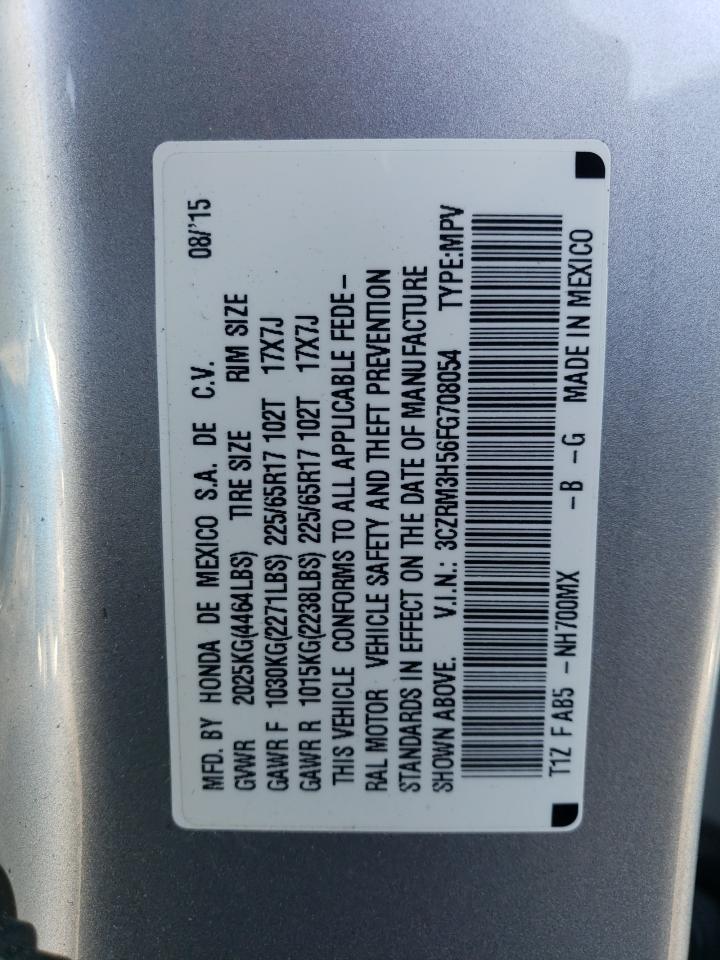 MFD. BY HONDA DE MEXICO S.A. DE C.V. 08/'15
GVWR 2025KG(4464LBS) TIRE SIZE RIM SIZE
GAWR F 1030KG(2271LBS) 225/65R17 102T 17X7J
GAWR R 1015KG(2238LBS) 225/65R17 102T 17X7J
THIS VEHICLE CONFORMS TO ALL APPLICABLE FEDE-
RAL MOTOR VEHICLE SAFETY AND THEFT PREVENTION
STANDARDS IN EFFECT ON THE DATE OF MANUFACTURE
SHOWN ABOVE. V.I.N.: 3CZRM3H56FG708054 TYPE:MPV
T1Z F AB5 -NH700MX -B -G MADE IN MEXICO